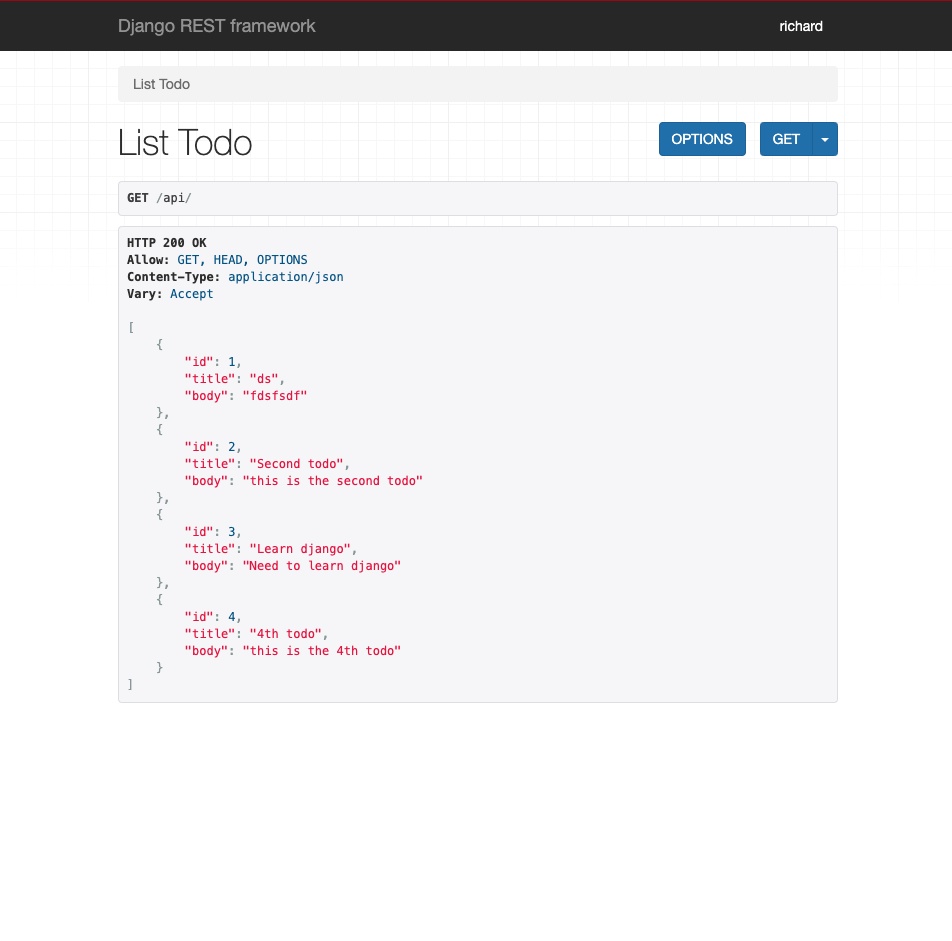 Django REST framework
richard
List Todo
List Todo
OPTIONS
GET
GET /api/
HTTP 200 OK
Allow: GET, HEAD, OPTIONS
Content-Type: application/json
Vary: Accept
[
    {
        "id": 1,
        "title": "ds",
        "body": "fdsfsdf"
    },
    {
        "id": 2,
        "title": "Second todo",
        "body": "this is the second todo"
    },
    {
        "id": 3,
        "title": "Learn django",
        "body": "Need to learn django"
    },
    {
        "id": 4,
        "title": "4th todo",
        "body": "this is the 4th todo"
    }
]